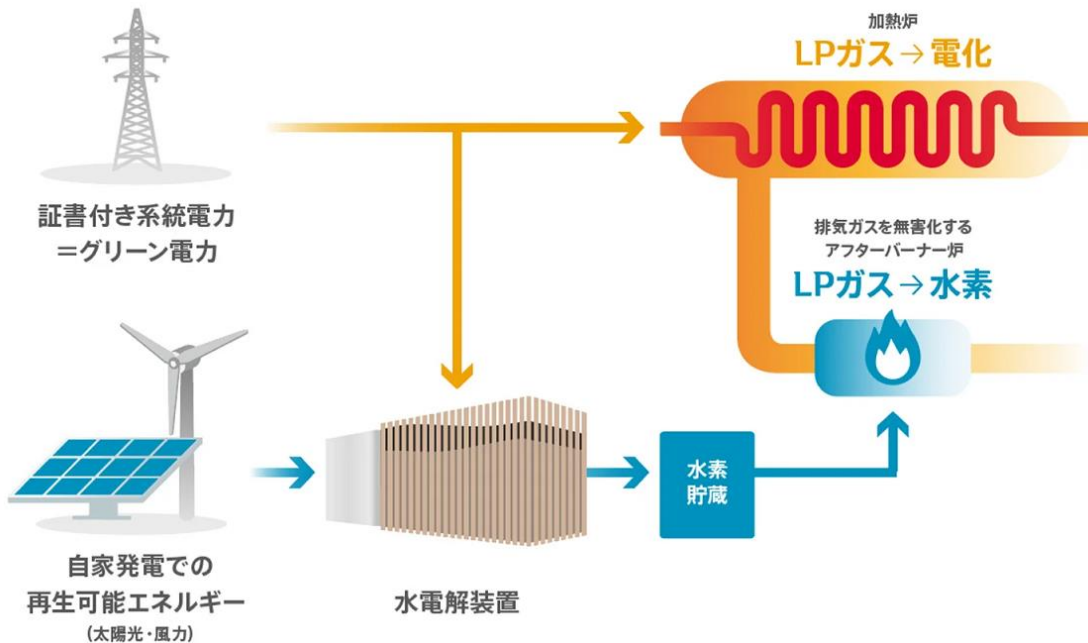 加熱炉
LPガス→電化
証書付き系統電力
＝グリーン電力
排気ガスを無害化する
アフターバーナー炉
LPガス→水素
水素
貯蔵
自家発電での
再生可能エネルギー
(太陽光・風力)
水電解装置